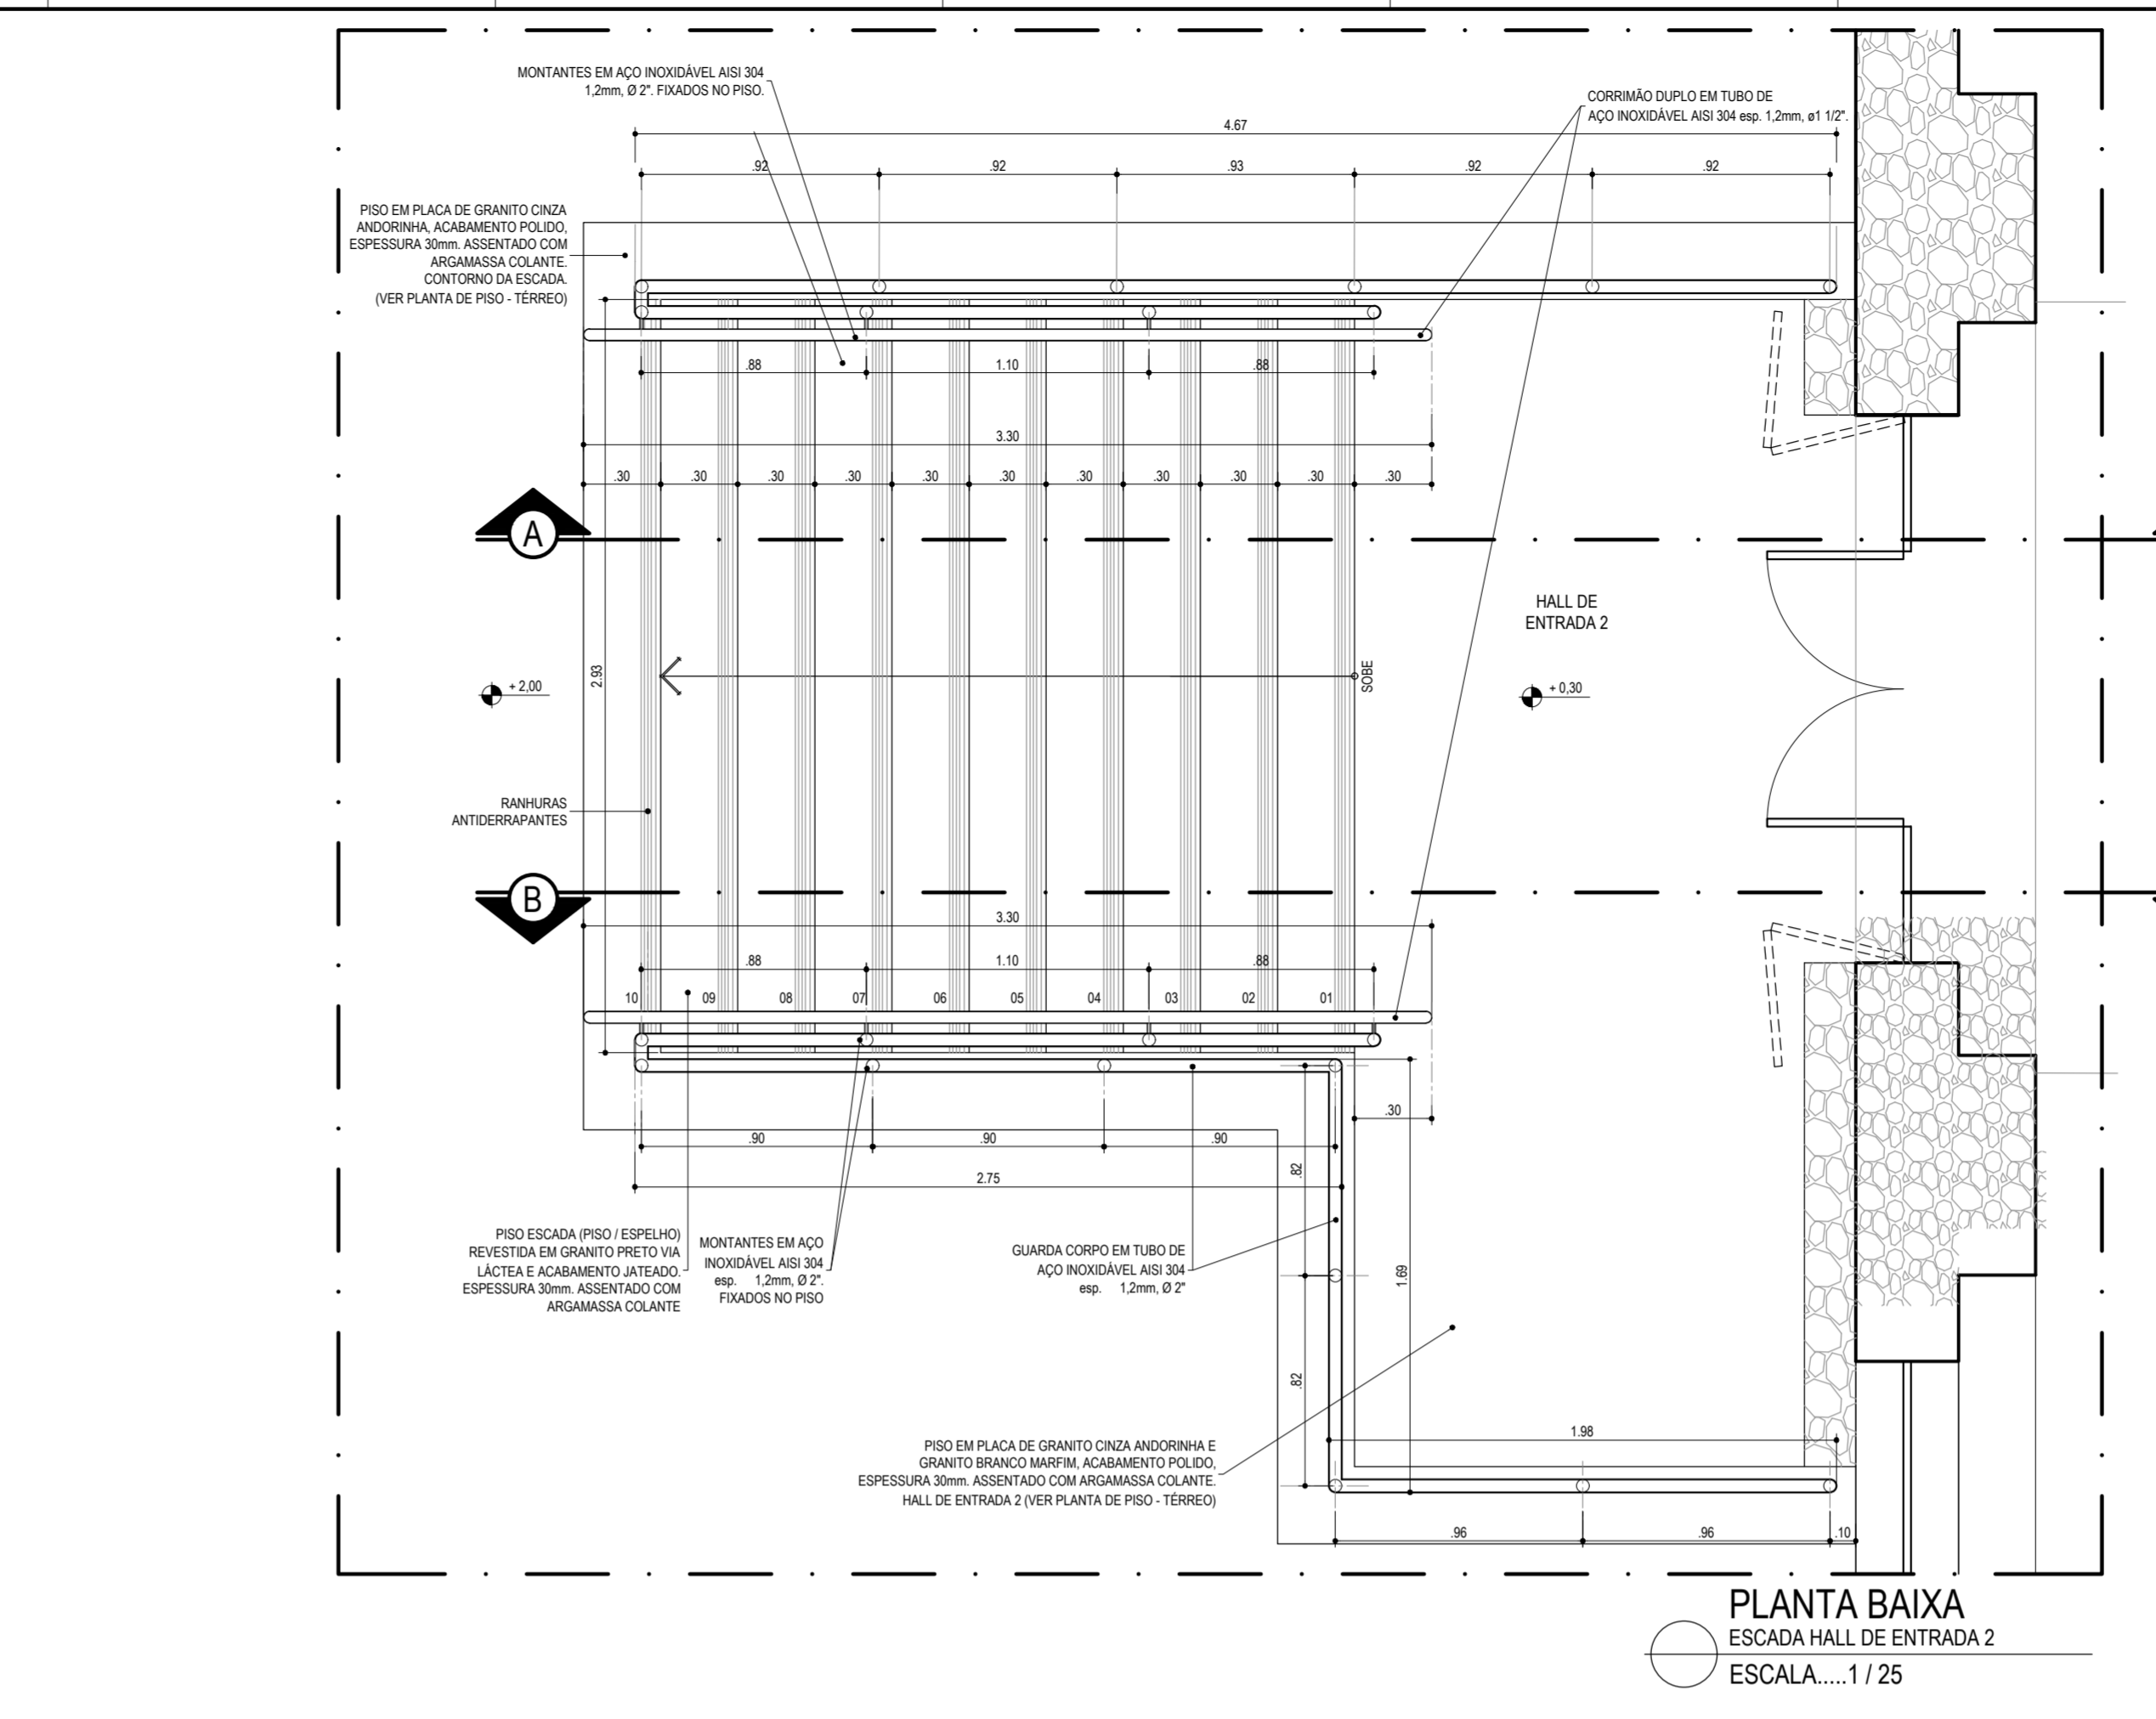 MONTANTES EM AÇO INOXIDÁVEL AISI 304
1,2mm, Ø 2". FIXADOS NO PISO.
CORRIMÃO DUPLO EM TUBO DE
AÇO INOXIDÁVEL AISI 304 esp. 1,2mm, ø1 1/2".
4.67
.92 .92 .93 .92 .92
PISO EM PLACA DE GRANITO CINZA
ANDORINHA, ACABAMENTO POLIDO,
ESPESSURA 30mm. ASSENTADO COM
ARGAMASSA COLANTE.
CONTORNO DA ESCADA.
(VER PLANTA DE PISO - TÉRREO)
.88 1.10 .88
3.30
.30 .30 .30 .30 .30 .30 .30 .30 .30 .30 .30
A
HALL DE
ENTRADA 2
2.93
SOBE
+ 2,00
+ 0,30
RANHURAS
ANTIDERRAPANTES
B
3.30
.88 1.10 .88
10 09 08 07 06 05 04 03 02 01
.30
.90 .90 .90
.82
2.75
PISO ESCADA (PISO / ESPELHO)
REVESTIDA EM GRANITO PRETO VIA
LÁCTEA E ACABAMENTO JATEADO.
ESPESSURA 30mm. ASSENTADO COM
ARGAMASSA COLANTE
MONTANTES EM AÇO
INOXIDÁVEL AISI 304
esp. 1,2mm, Ø 2".
FIXADOS NO PISO
GUARDA CORPO EM TUBO DE
AÇO INOXIDÁVEL AISI 304
esp. 1,2mm, Ø 2"
1.69
.82
1.98
PISO EM PLACA DE GRANITO CINZA ANDORINHA E
GRANITO BRANCO MARFIM, ACABAMENTO POLIDO,
ESPESSURA 30mm. ASSENTADO COM ARGAMASSA COLANTE.
HALL DE ENTRADA 2 (VER PLANTA DE PISO - TÉRREO)
.96 .96 .10
PLANTA BAIXA
ESCADA HALL DE ENTRADA 2
ESCALA.....1 / 25